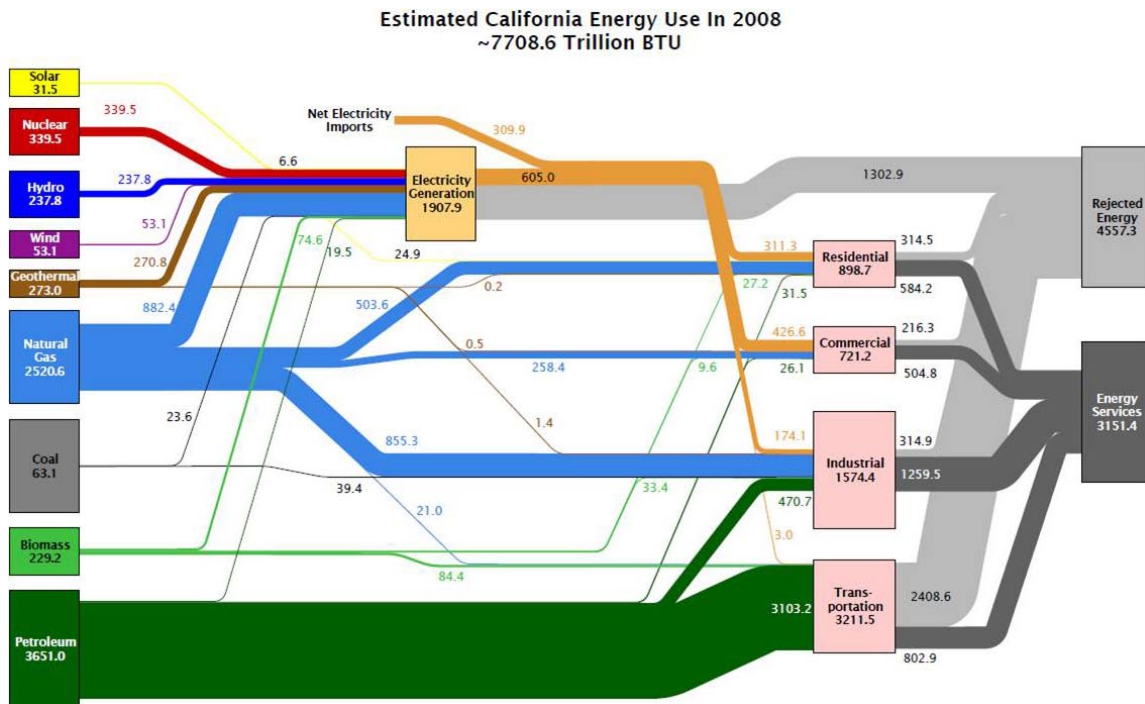 Estimated California Energy Use In 2008
~7708.6 Trillion BTU
Solar
31.5
Nuclear
339.5
339.5
Net Electricity
Imports
309.9
6.6
Hydro
237.8
237.8
Electricity
Generation
1907.9
605.0
1302.9
Rejected
Energy
4557.3
Wind
53.1
53.1
74.6
19.5
24.9
311.3
Residential
898.7
314.5
584.2
Geothermal
273.0
270.8
0.2
27.2
31.5
882.4
503.6
Natural
Gas
2520.6
0.5
258.4
426.6
Commercial
721.2
216.3
504.8
9.6
26.1
Energy
Services
3151.4
23.6
1.4
855.3
174.1
Industrial
1574.4
314.9
1259.5
Coal
63.1
39.4
21.0
33.4
470.7
3.0
Biomass
229.2
84.4
Trans-
portation
3211.5
3103.2
2408.6
802.9
Petroleum
3651.0